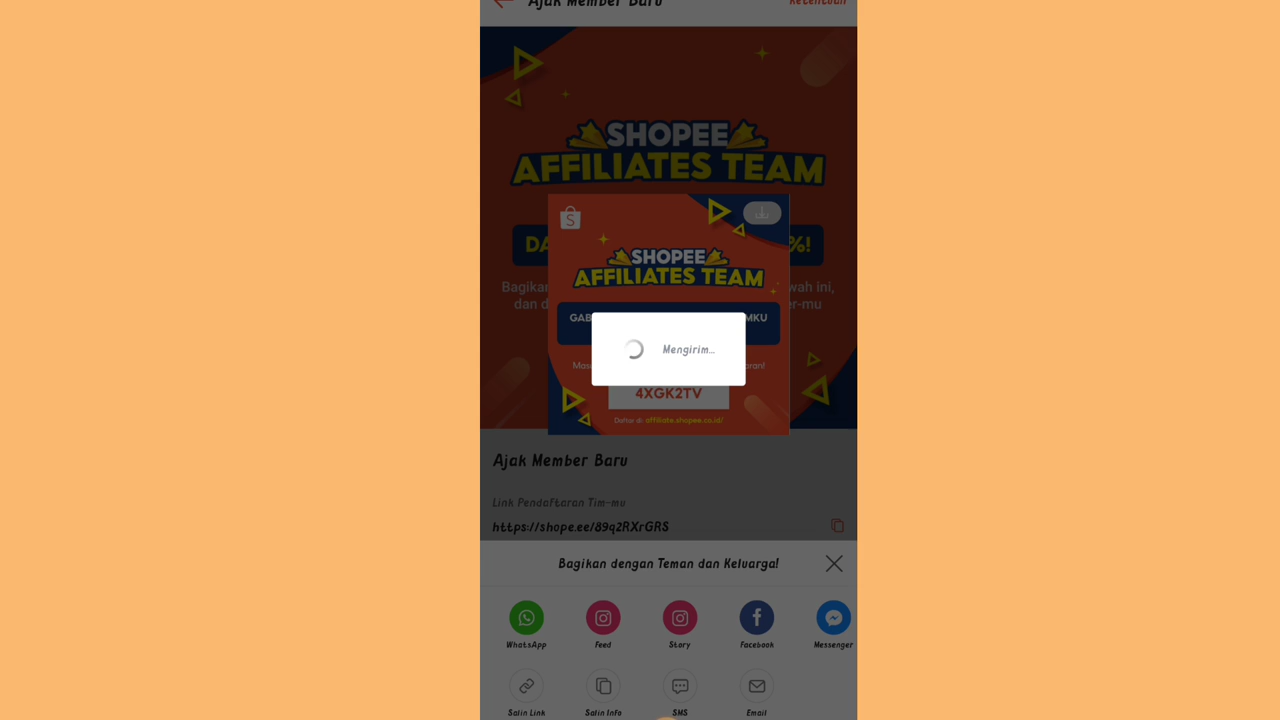 Ajak Member Baru
Ketentuan
SHOPEE
AFFILIATES TEAM
%!
Bagikan
wah ini,
dan d
er-mu
S
SHOPEE
AFFILIATES TEAM
GAB
MKU
Mengirim...
Mas
ran!
4XGK2TV
Daftar di affiliate.shopee.co.id/
Ajak Member Baru
Link Pendaftaran Tim-mu
https://shope.ee/89q2RXrGRS
Bagikan dengan Teman dan Keluarga!
WhatsApp
Feed
Story
Facebook
Messenger
Salin Link
Salin Info
SMS
Email